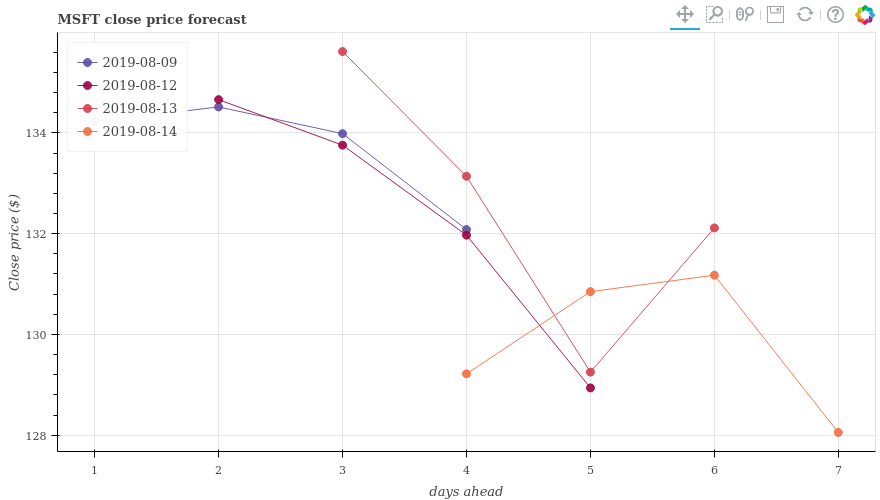 MSFT close price forecast
2019-08-09
2019-08-12
2019-08-13
2019-08-14
134
132
130
128
Close price ($)
1 2 3 4 5 6 7
days ahead